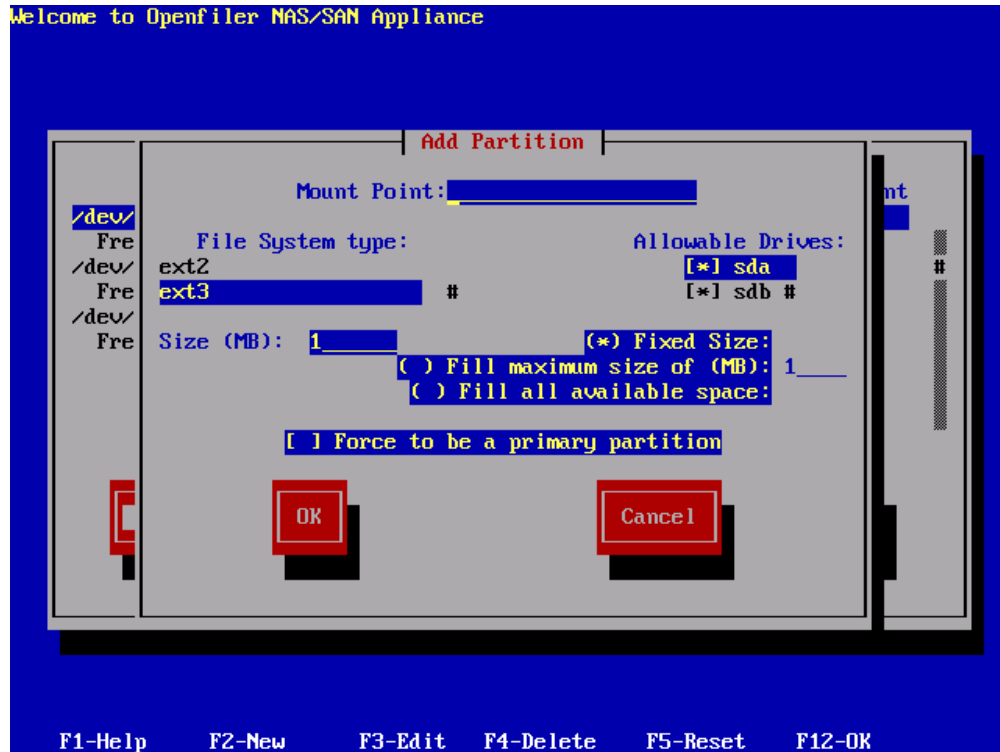 Welcome to Openfiler NAS/SAN Appliance
Add Partition
Mount Point:
nt
/dev/
Fre
File System type:
Allowable Drives:
/dev/
ext2
[*] sda
#
Fre
ext3
#
[*] sdb #
/dev/
Fre
Size (MB): 1
(*) Fixed Size:
( ) Fill maximum size of (MB): 1
( ) Fill all available space:
[ ] Force to be a primary partition
OK
Cancel
F1-Help F2-New F3-Edit F4-Delete F5-Reset F12-OK